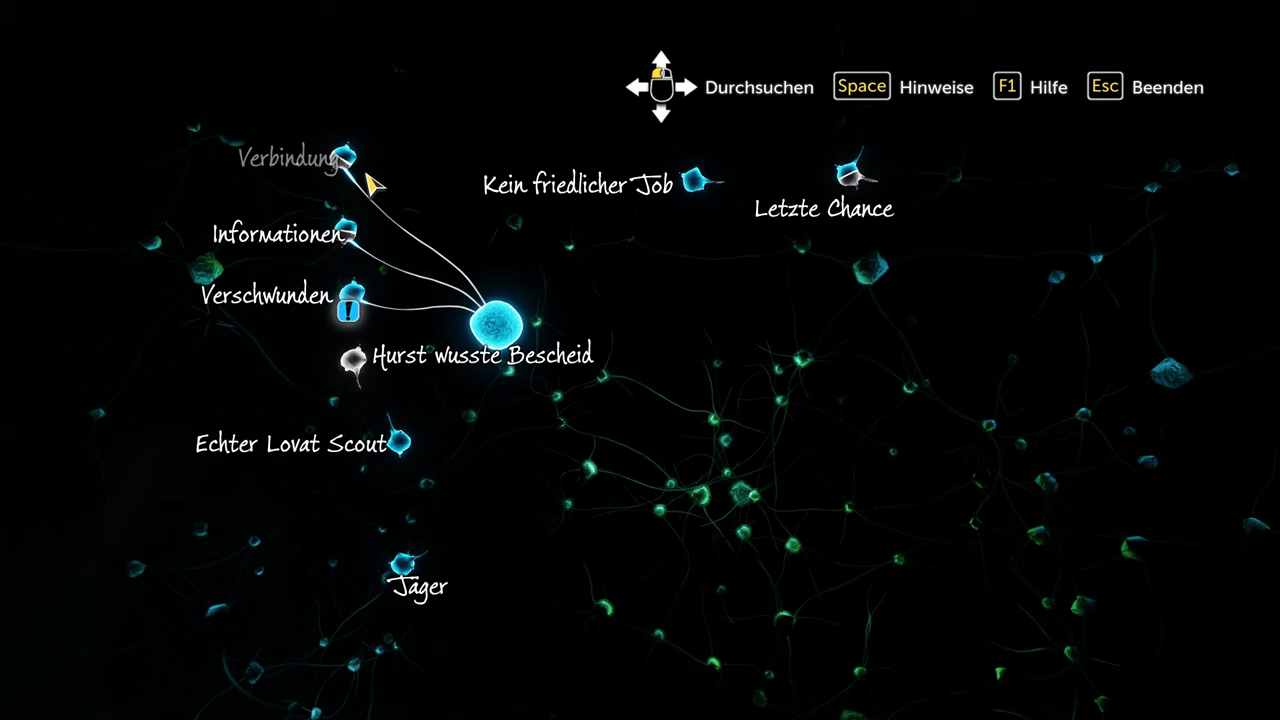 Durchsuchen
Space Hinweise
F1 Hilfe
Esc Beenden
Verbindung
Kein friedlicher Job
Letzte Chance
Informationen
Verschwunden
!
Hurst wusste Bescheid
Echter Lovat Scout
Jäger